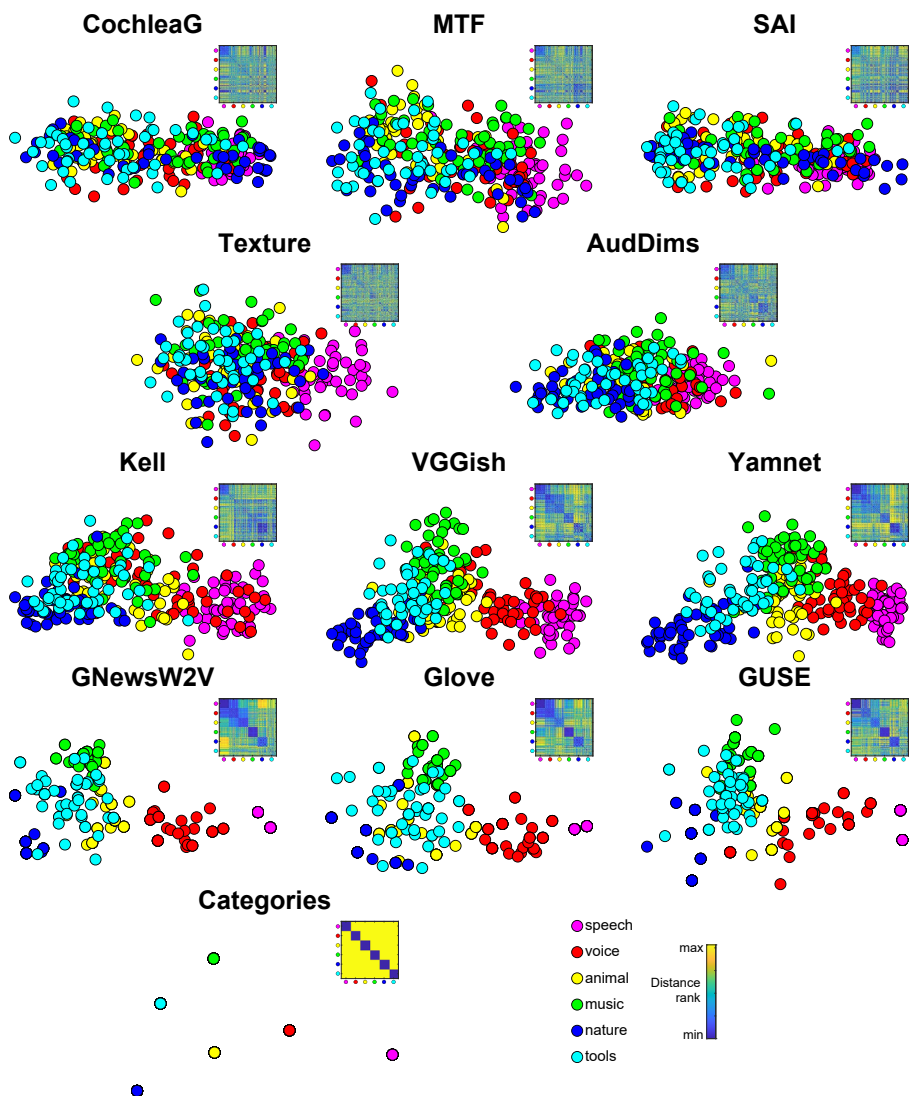 CochleaG MTF SAI
Texture AudDims
Kell VGGish Yamnet
GNewsW2V Glove GUSE
Categories
speech
voice
animal
music
nature
tools
max
Distance
rank
min